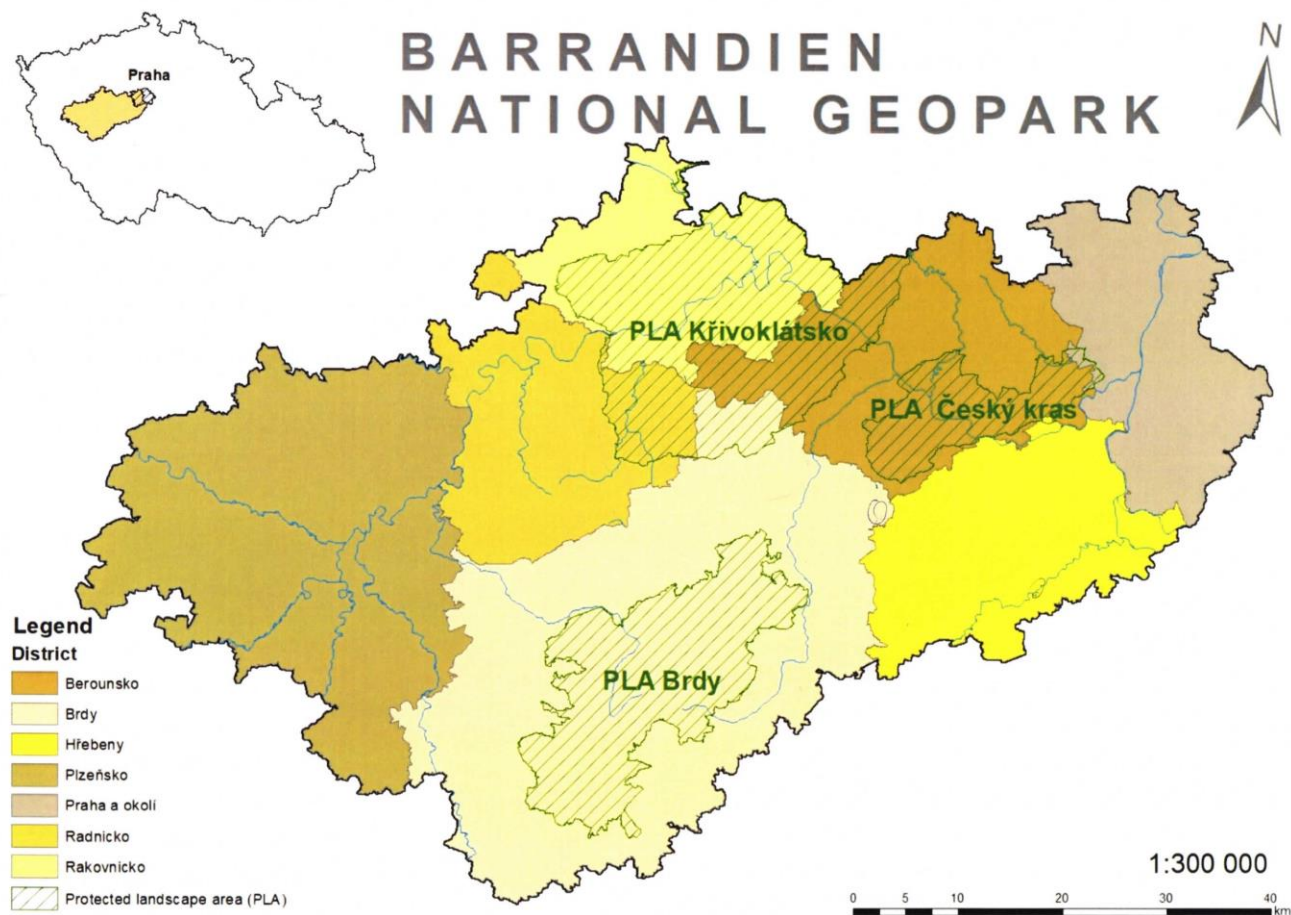 Praha
BARRANDIEN
NATIONAL GEOPARK
N
PLA Křivoklátsko
PLA Český kras
PLA Brdy
Legend
District
Berounsko
Brdy
Hřebeny
Plzeňsko
Praha a okolí
Radnicko
Rakovnicko
Protected landscape area (PLA)
1:300 000
0 5 10 20 30 40
km